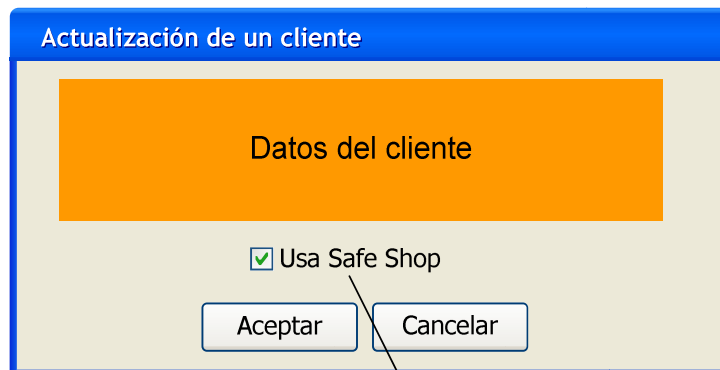 Actualización de un cliente
Datos del cliente
Usa Safe Shop
Aceptar
Cancelar